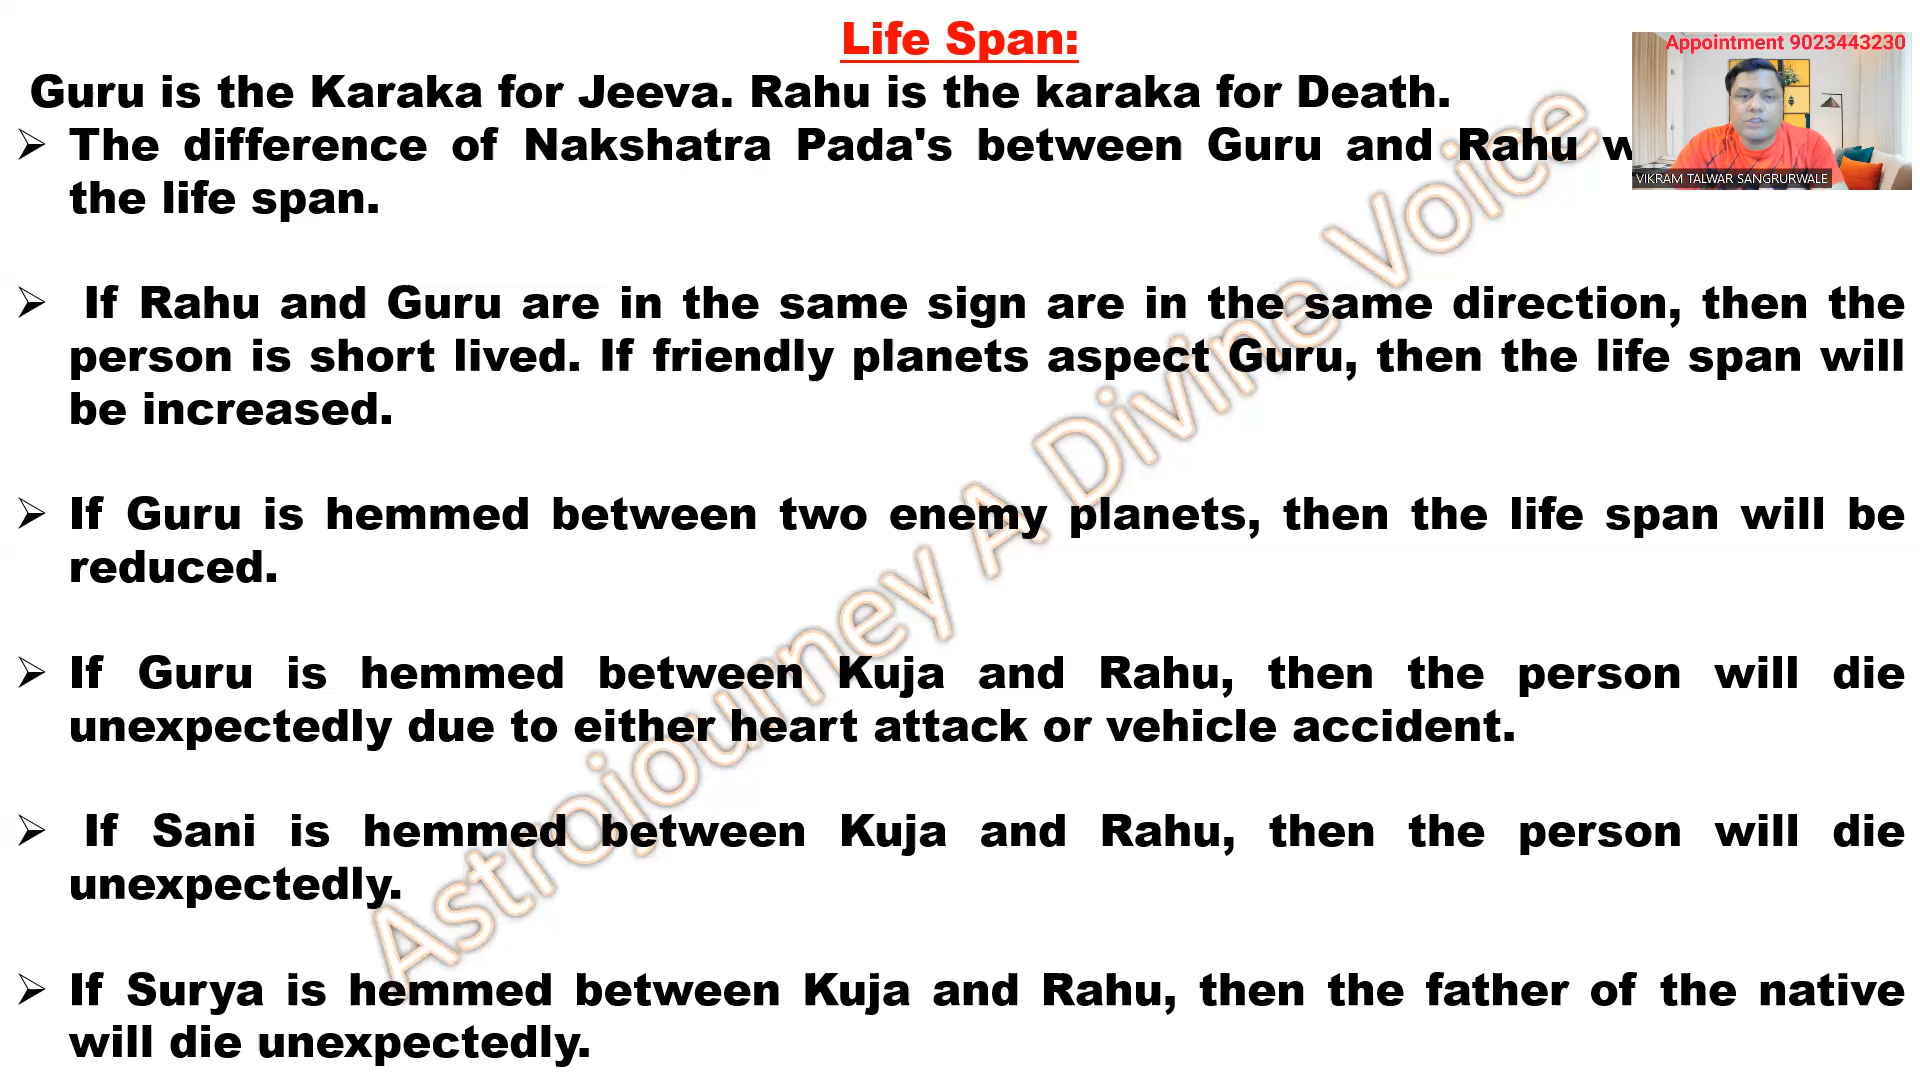 Life Span:
Appointment 9023443230
Guru is the Karaka for Jeeva. Rahu is the karaka for Death.
➢ The difference of Nakshatra Pada's between Guru and Rahu
the life span.
VIKRAM TALWAR SANGRURWALE
➢ If Rahu and Guru are in the same sign are in the same direction, then the
person is short lived. If friendly planets aspect Guru, then the life span will
be increased.
➢ If Guru is hemmed between two enemy planets, then the life span will be
reduced.
➢ If Guru is hemmed between Kuja and Rahu, then the person will die
unexpectedly due to either heart attack or vehicle accident.
➢ If Sani is hemmed between Kuja and Rahu, then the person will die
unexpectedly.
➢ If Surya is hemmed between Kuja and Rahu, then the father of the native
will die unexpectedly.
Astrojourney A Divine Voice